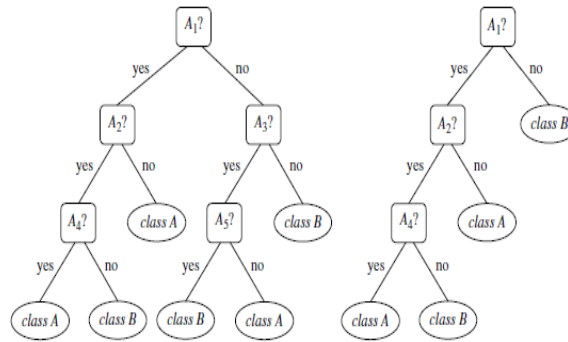 A1? A1?
yes no yes no
A2? A3? A2? class B
yes no yes no yes no
A4? class A A5? class B A4? class A
yes no yes no yes no
class A class B class B class A class A class B